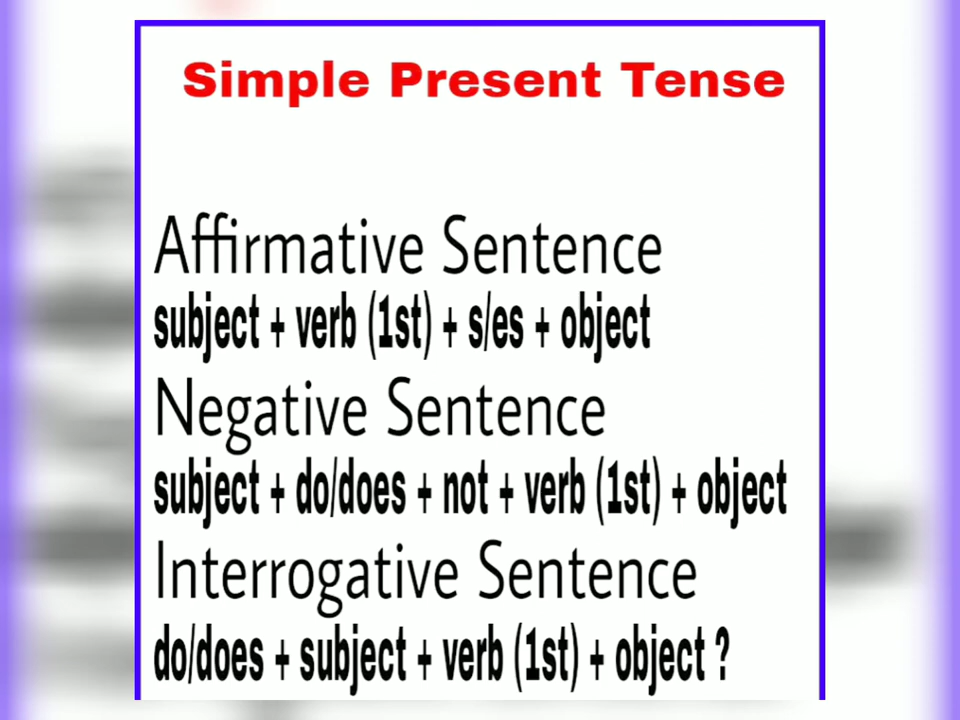 Simple Present Tense
Affirmative Sentence
subject + verb (1st) + s/es + object
Negative Sentence
subject + do/does + not + verb (1st) + object
Interrogative Sentence
do/does + subject + verb (1st) + object ?